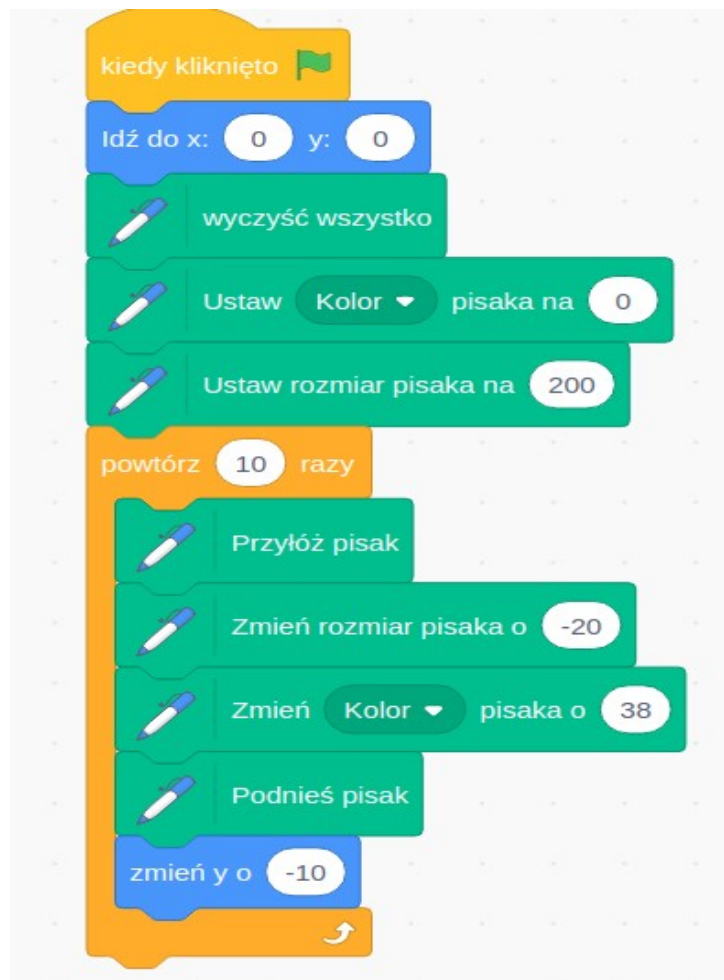 kiedy kliknięto
Idź do x: 0 y: 0
wyczyść wszystko
Ustaw Kolor pisaka na 0
Ustaw rozmiar pisaka na 200
powtórz 10 razy
Przyłóż pisak
Zmień rozmiar pisaka o -20
Zmień Kolor pisaka o 38
Podnieś pisak
zmień y o -10